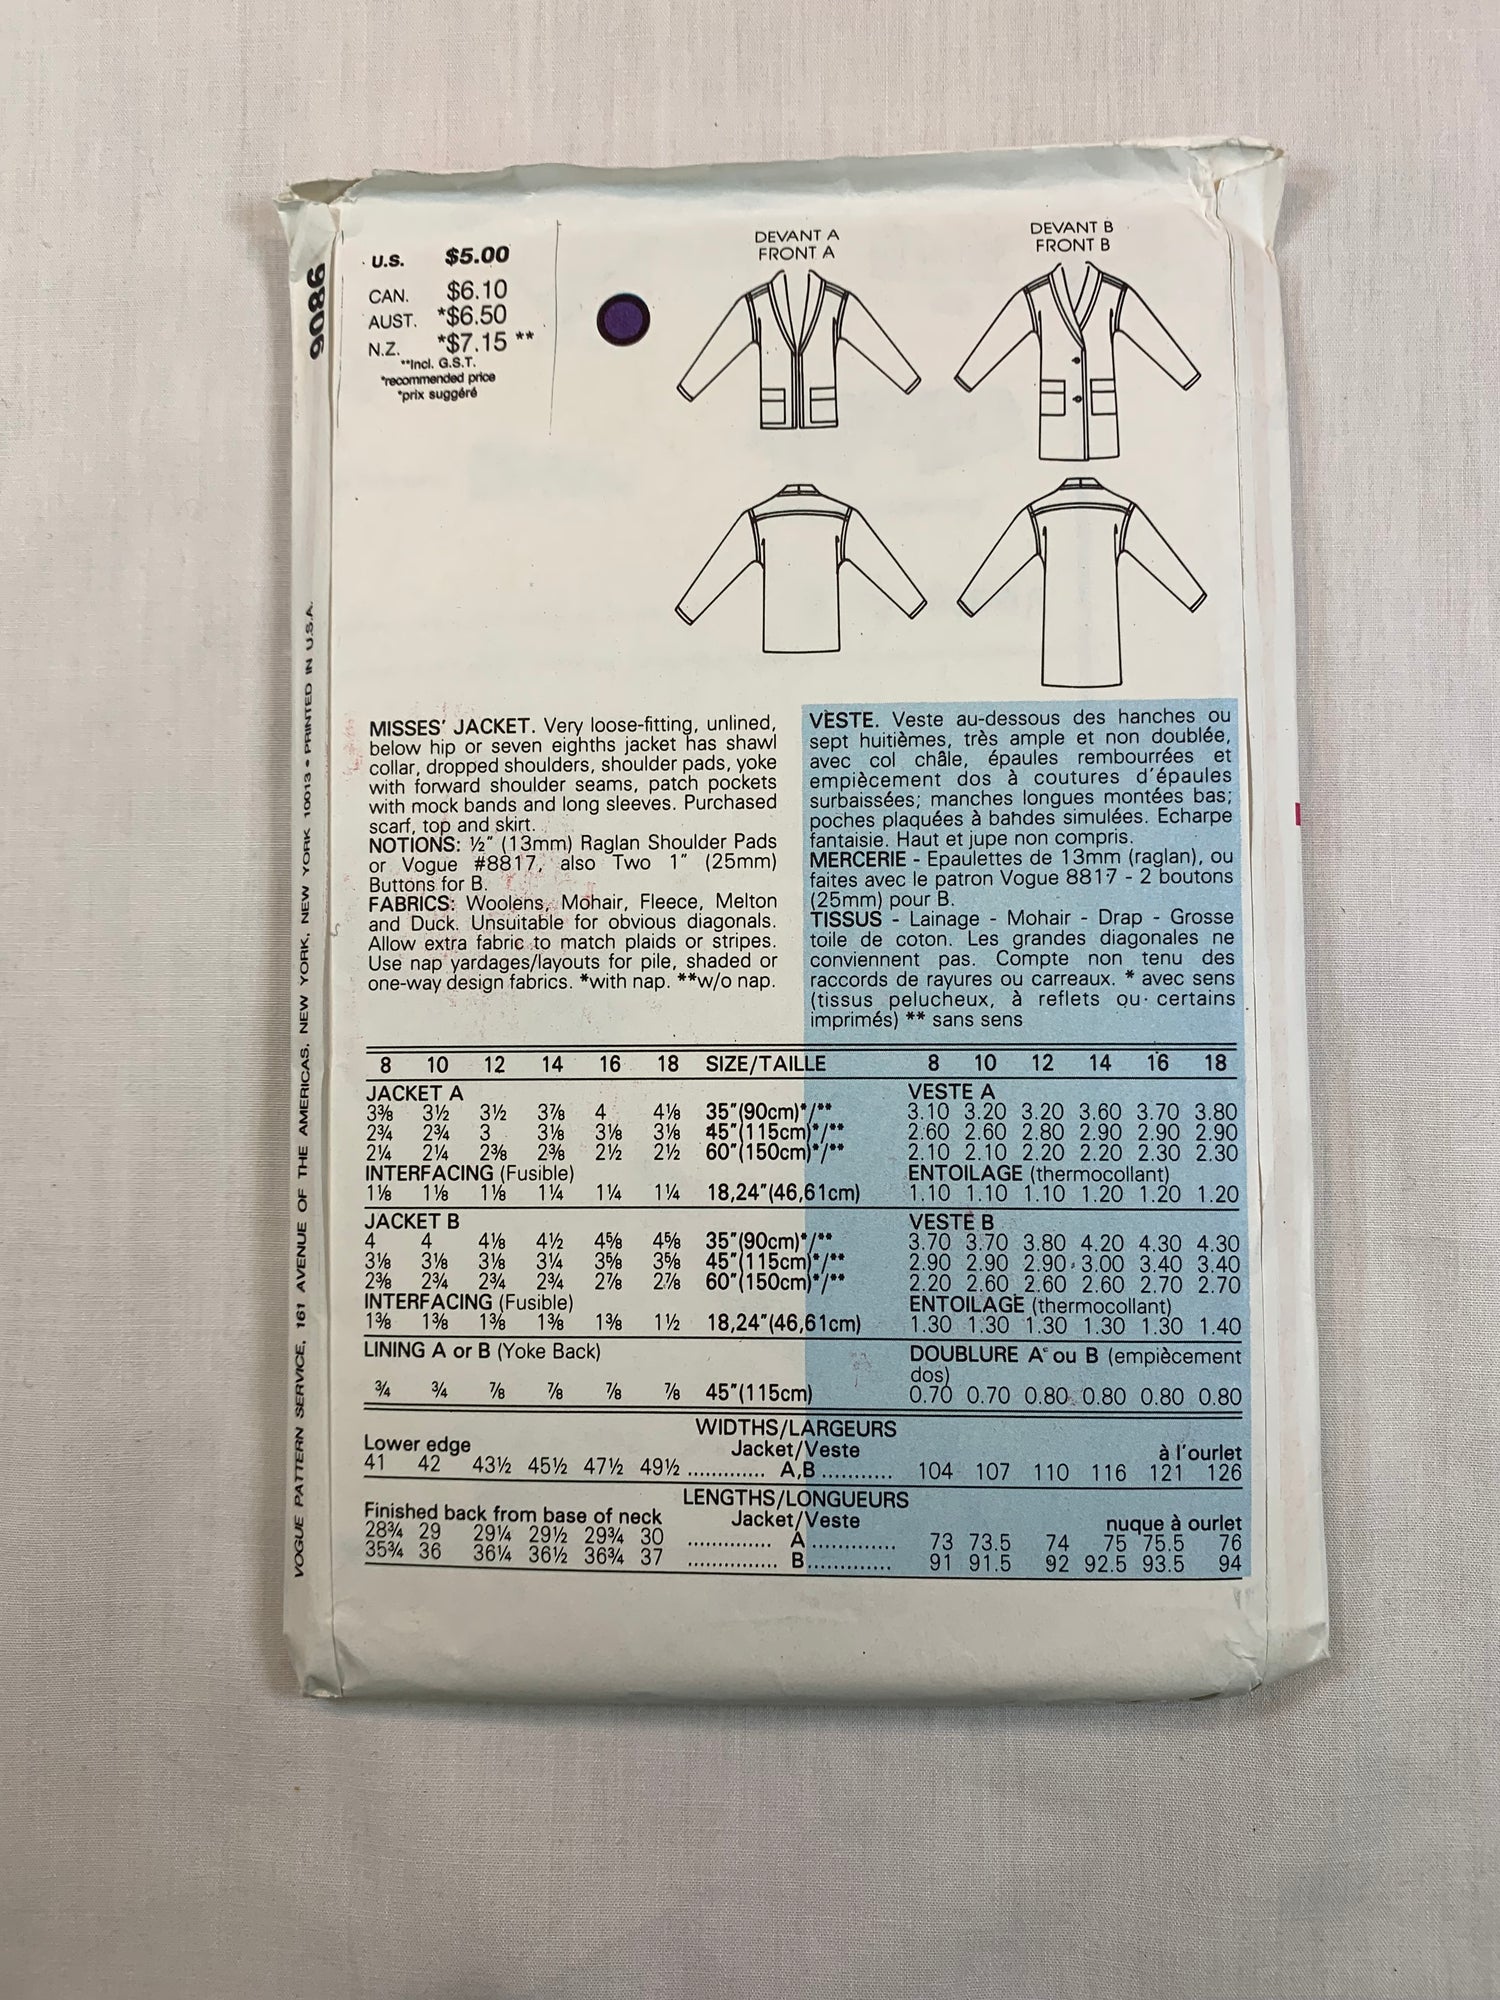 9086
VOGUE PATTERN SERVICE, 161 AVENUE OF THE AMERICAS, NEW YORK, NEW YORK 10013 • PRINTED IN U.S.A.
U.S. $5.00
CAN. $6.10
AUST. *$6.50
N.Z. *$7.15 **
**Incl. G.S.T.
*recommended price
*prix suggéré
DEVANT A
FRONT A
DEVANT B
FRONT B
MISSES' JACKET. Very loose-fitting, unlined,
below hip or seven eighths jacket has shawl
collar, dropped shoulders, shoulder pads, yoke
with forward shoulder seams, patch pockets
with mock bands and long sleeves. Purchased
scarf, top and skirt.
NOTIONS: ½" (13mm) Raglan Shoulder Pads
or Vogue #8817, also Two 1" (25mm)
Buttons for B.
FABRICS: Woolens, Mohair, Fleece, Melton
and Duck. Unsuitable for obvious diagonals.
Allow extra fabric to match plaids or stripes.
Use nap yardages/layouts for pile, shaded or
one-way design fabrics. *with nap. **w/o nap.
VESTE. Veste au-dessous des hanches ou
sept huitièmes, très ample et non doublée,
avec col châle, épaules rembourrées et
empiècement dos à coutures d'épaules
surbaissées; manches longues montées bas;
poches plaquées à bandes simulées. Echarpe
fantaisie. Haut et jupe non compris.
MERCERIE - Epaulettes de 13mm (raglan), ou
faites avec le patron Vogue 8817 - 2 boutons
(25mm) pour B.
TISSUS - Lainage - Mohair - Drap - Grosse
toile de coton. Les grandes diagonales ne
conviennent pas. Compte non tenu des
raccords de rayures ou carreaux. * avec sens
(tissus pelucheux, à reflets ou certains
imprimés) ** sans sens
8 10 12 14 16 18 SIZE/TAILLE 8 10 12 14 16 18
JACKET A VESTE A
3⅜ 3½ 3½ 3⅞ 4 4⅛ 35"(90cm)*/** 3.10 3.20 3.20 3.60 3.70 3.80
2¾ 2¾ 3 3⅛ 3⅛ 3⅛ 45"(115cm)*/** 2.60 2.60 2.80 2.90 2.90 2.90
2¼ 2¼ 2⅜ 2⅜ 2½ 2½ 60"(150cm)*/** 2.10 2.10 2.20 2.20 2.30 2.30
INTERFACING (Fusible) ENTOILAGE (thermocollant)
1⅛ 1⅛ 1⅛ 1¼ 1¼ 1¼ 18,24"(46,61cm) 1.10 1.10 1.10 1.20 1.20 1.20
JACKET B VESTE B
4 4 4⅛ 4½ 4⅝ 4⅝ 35"(90cm)*/** 3.70 3.70 3.80 4.20 4.30 4.30
3⅛ 3⅛ 3⅛ 3¼ 3⅝ 3⅝ 45"(115cm)*/** 2.90 2.90 2.90 3.00 3.40 3.40
2⅜ 2¾ 2¾ 2¾ 2⅞ 2⅞ 60"(150cm)*/** 2.20 2.60 2.60 2.60 2.70 2.70
INTERFACING (Fusible) ENTOILAGE (thermocollant)
1⅜ 1⅜ 1⅜ 1⅜ 1⅜ 1½ 18,24"(46,61cm) 1.30 1.30 1.30 1.30 1.30 1.40
LINING A or B (Yoke Back) DOUBLURE A ou B (empiècement
dos)
¾ ¾ ⅞ ⅞ ⅞ ⅞ 45"(115cm) 0.70 0.70 0.80 0.80 0.80 0.80
WIDTHS/LARGEURS
Lower edge Jacket/Veste à l'ourlet
41 42 43½ 45½ 47½ 49½ ............. A,B ........... 104 107 110 116 121 126
LENGTHS/LONGUEURS
Finished back from base of neck Jacket/Veste nuque à ourlet
28¾ 29 29¼ 29½ 29¾ 30 .............. A ............. 73 73.5 74 75 75.5 76
35¾ 36 36¼ 36½ 36¾ 37 ............... B ............. 91 91.5 92 92.5 93.5 94